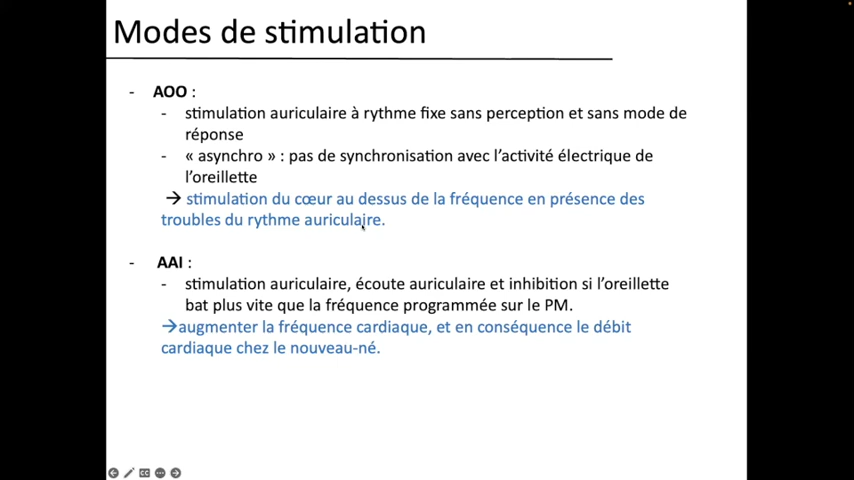 Modes de stimulation
- AOO :
- stimulation auriculaire à rythme fixe sans perception et sans mode de
réponse
- « asynchro » : pas de synchronisation avec l’activité électrique de
l’oreillette
→ stimulation du cœur au dessus de la fréquence en présence des
troubles du rythme auriculaire.
- AAI :
- stimulation auriculaire, écoute auriculaire et inhibition si l’oreillette
bat plus vite que la fréquence programmée sur le PM.
→augmenter la fréquence cardiaque, et en conséquence le débit
cardiaque chez le nouveau-né.